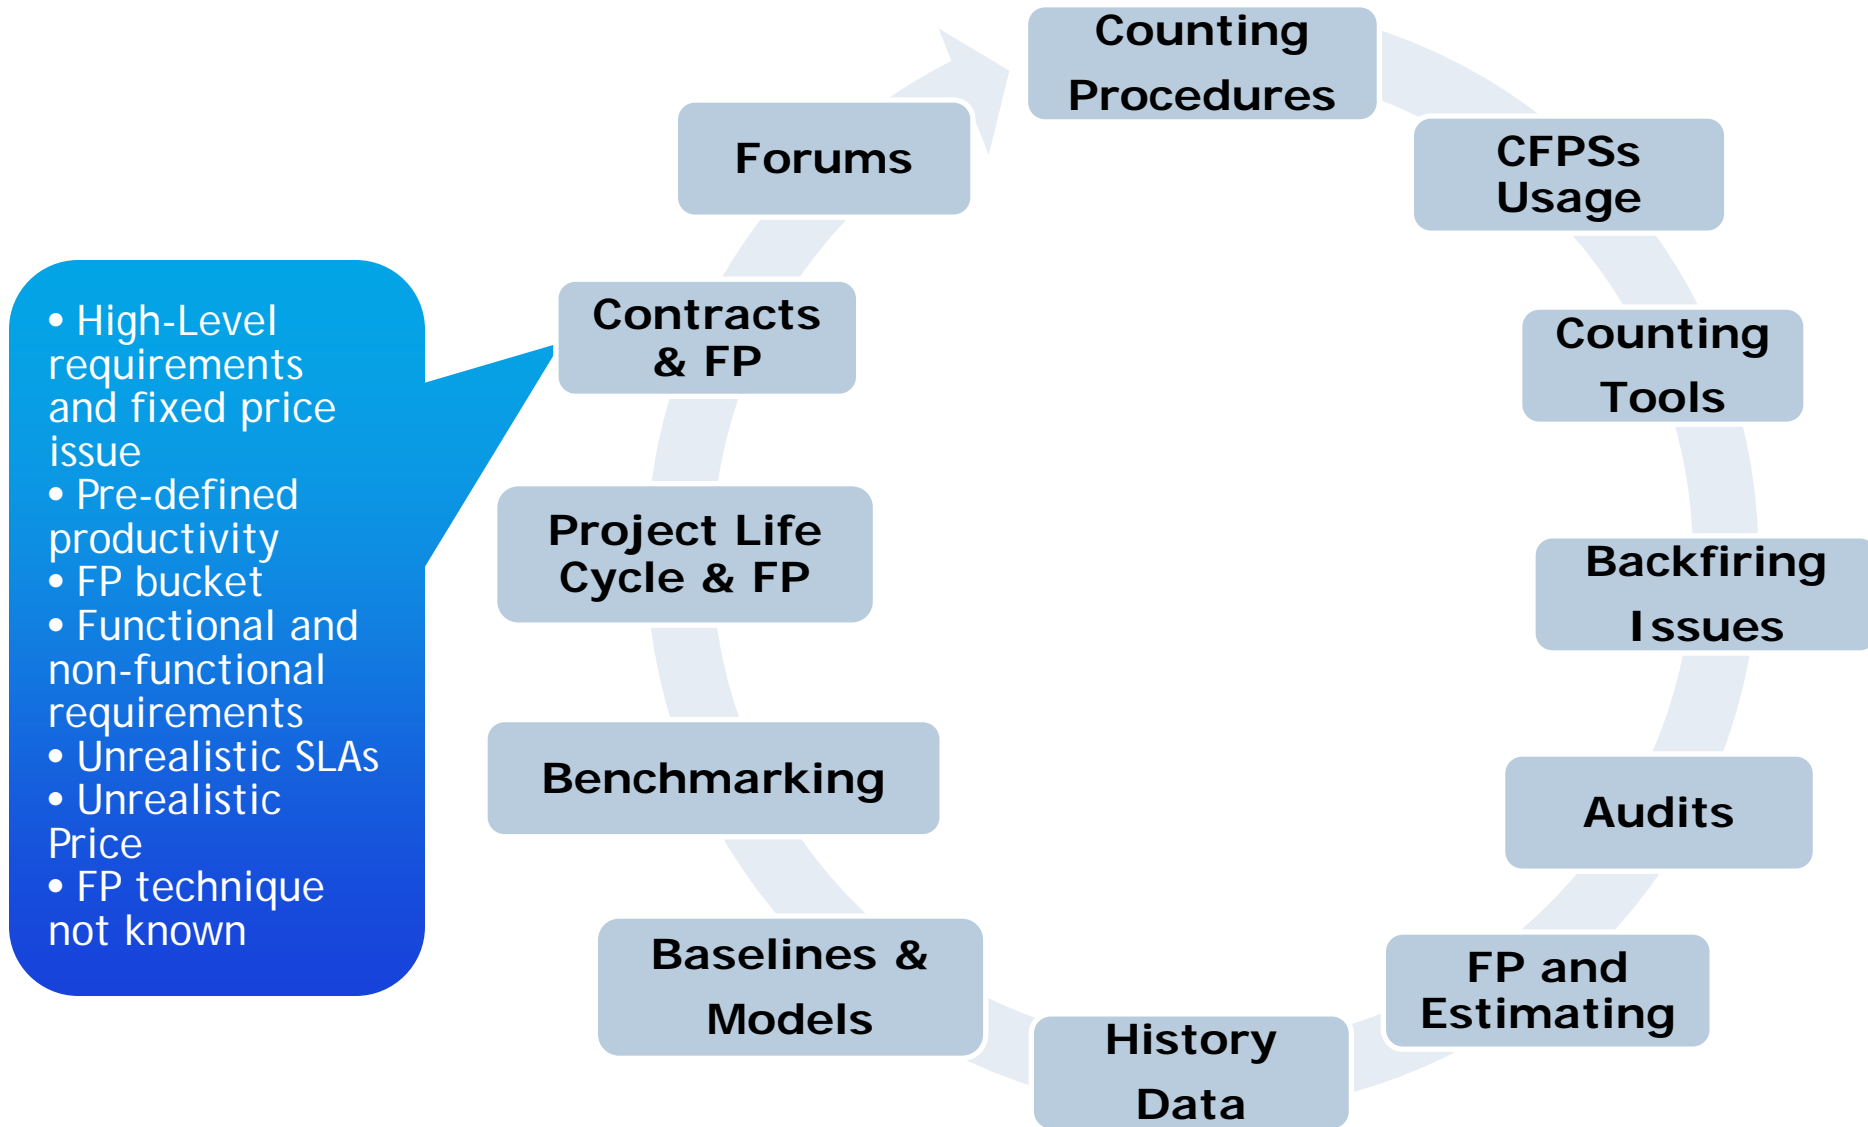 Counting
Procedures
CFPSs
Usage
Counting
Tools
Backfiring
Issues
Audits
FP and
Estimating
History
Data
Baselines &
Models
Benchmarking
Project Life
Cycle & FP
Contracts
& FP
Forums
• High-Level
requirements
and fixed price
issue
• Pre-defined
productivity
• FP bucket
• Functional and
non-functional
requirements
• Unrealistic SLAs
• Unrealistic
Price
• FP technique
not known